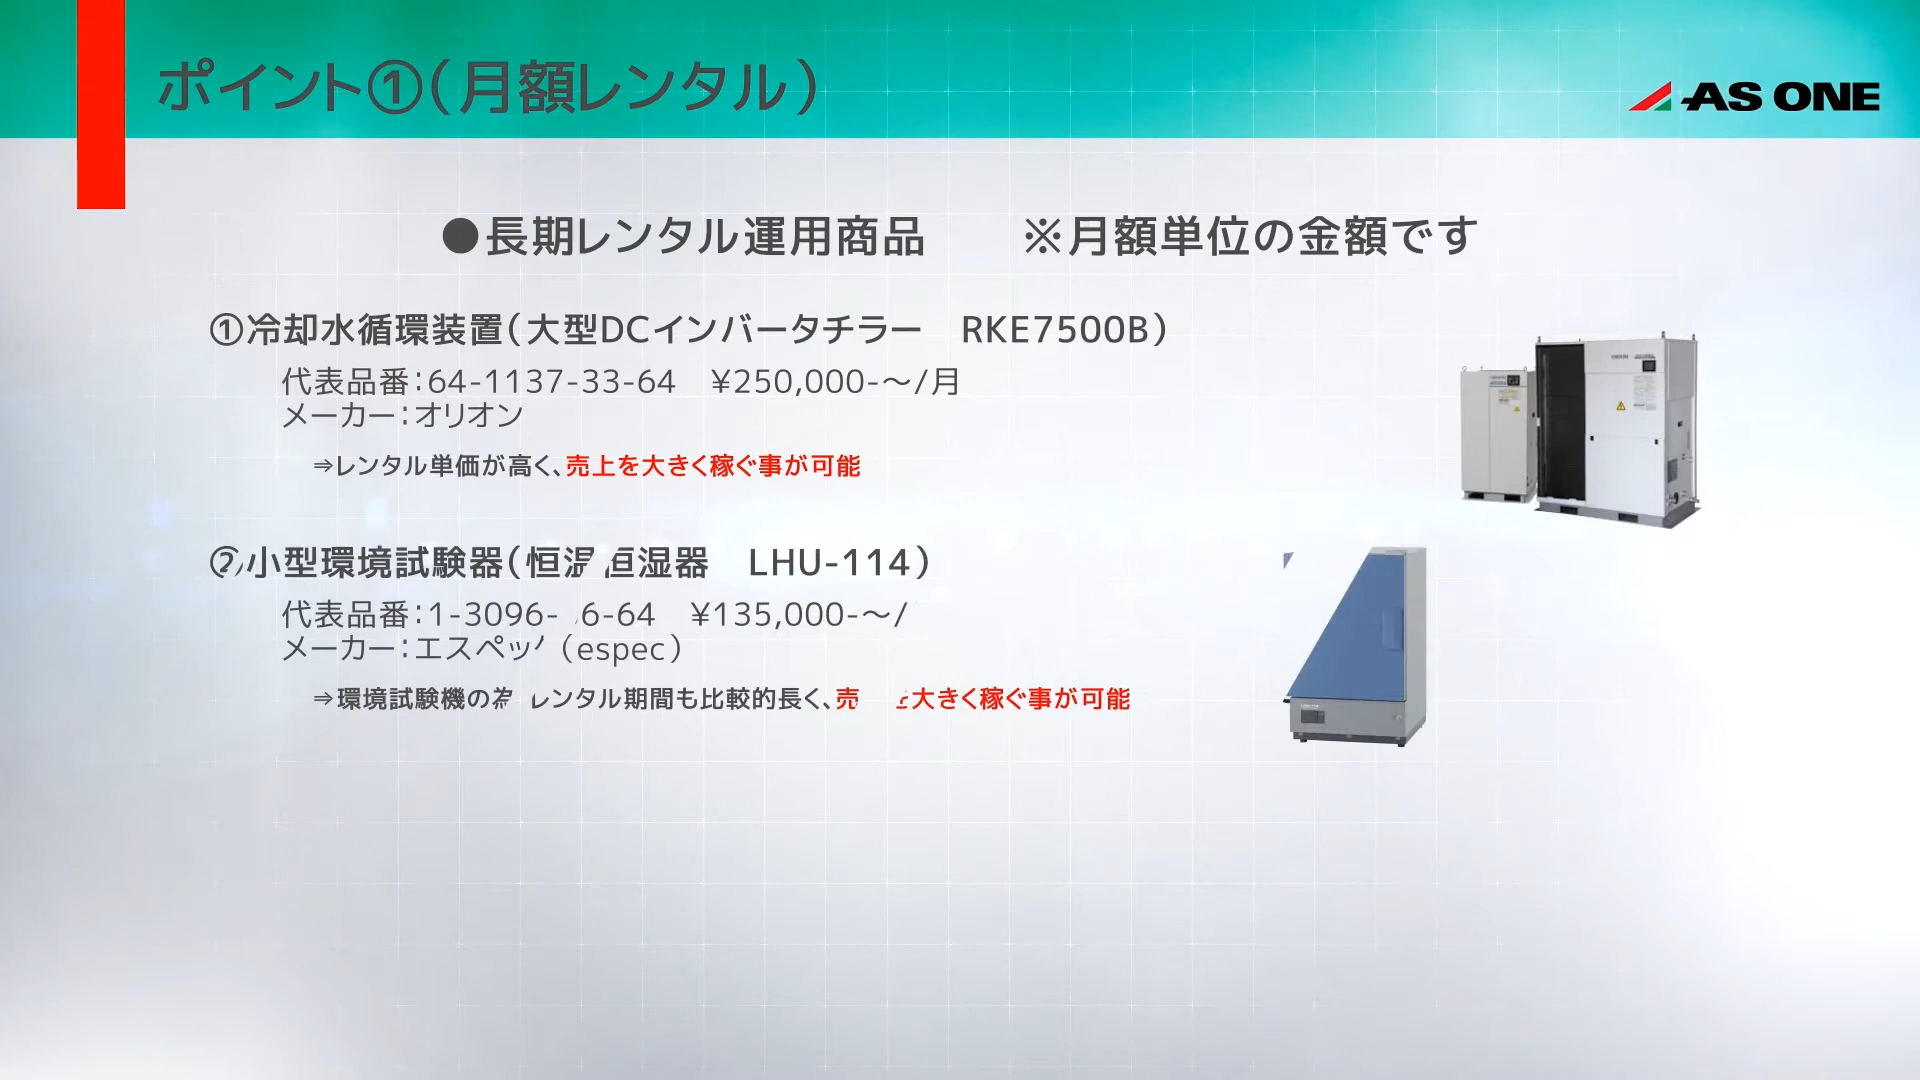 ポイント①（月額レンタル）
AS ONE
●長期レンタル運用商品　　※月額単位の金額です
①冷却水循環装置（大型DCインバータチラー　RKE7500B）
代表品番：64-1137-33-64　¥250,000-～/月
メーカー：オリオン
⇒レンタル単価が高く、売上を大きく稼ぐ事が可能
②小型環境試験器（恒温恒湿器　LHU-114）
代表品番：1-3096- 6-64　¥135,000-～/
メーカー：エスペック（espec）
⇒環境試験機の為 レンタル期間も比較的長く、売 を大きく稼ぐ事が可能